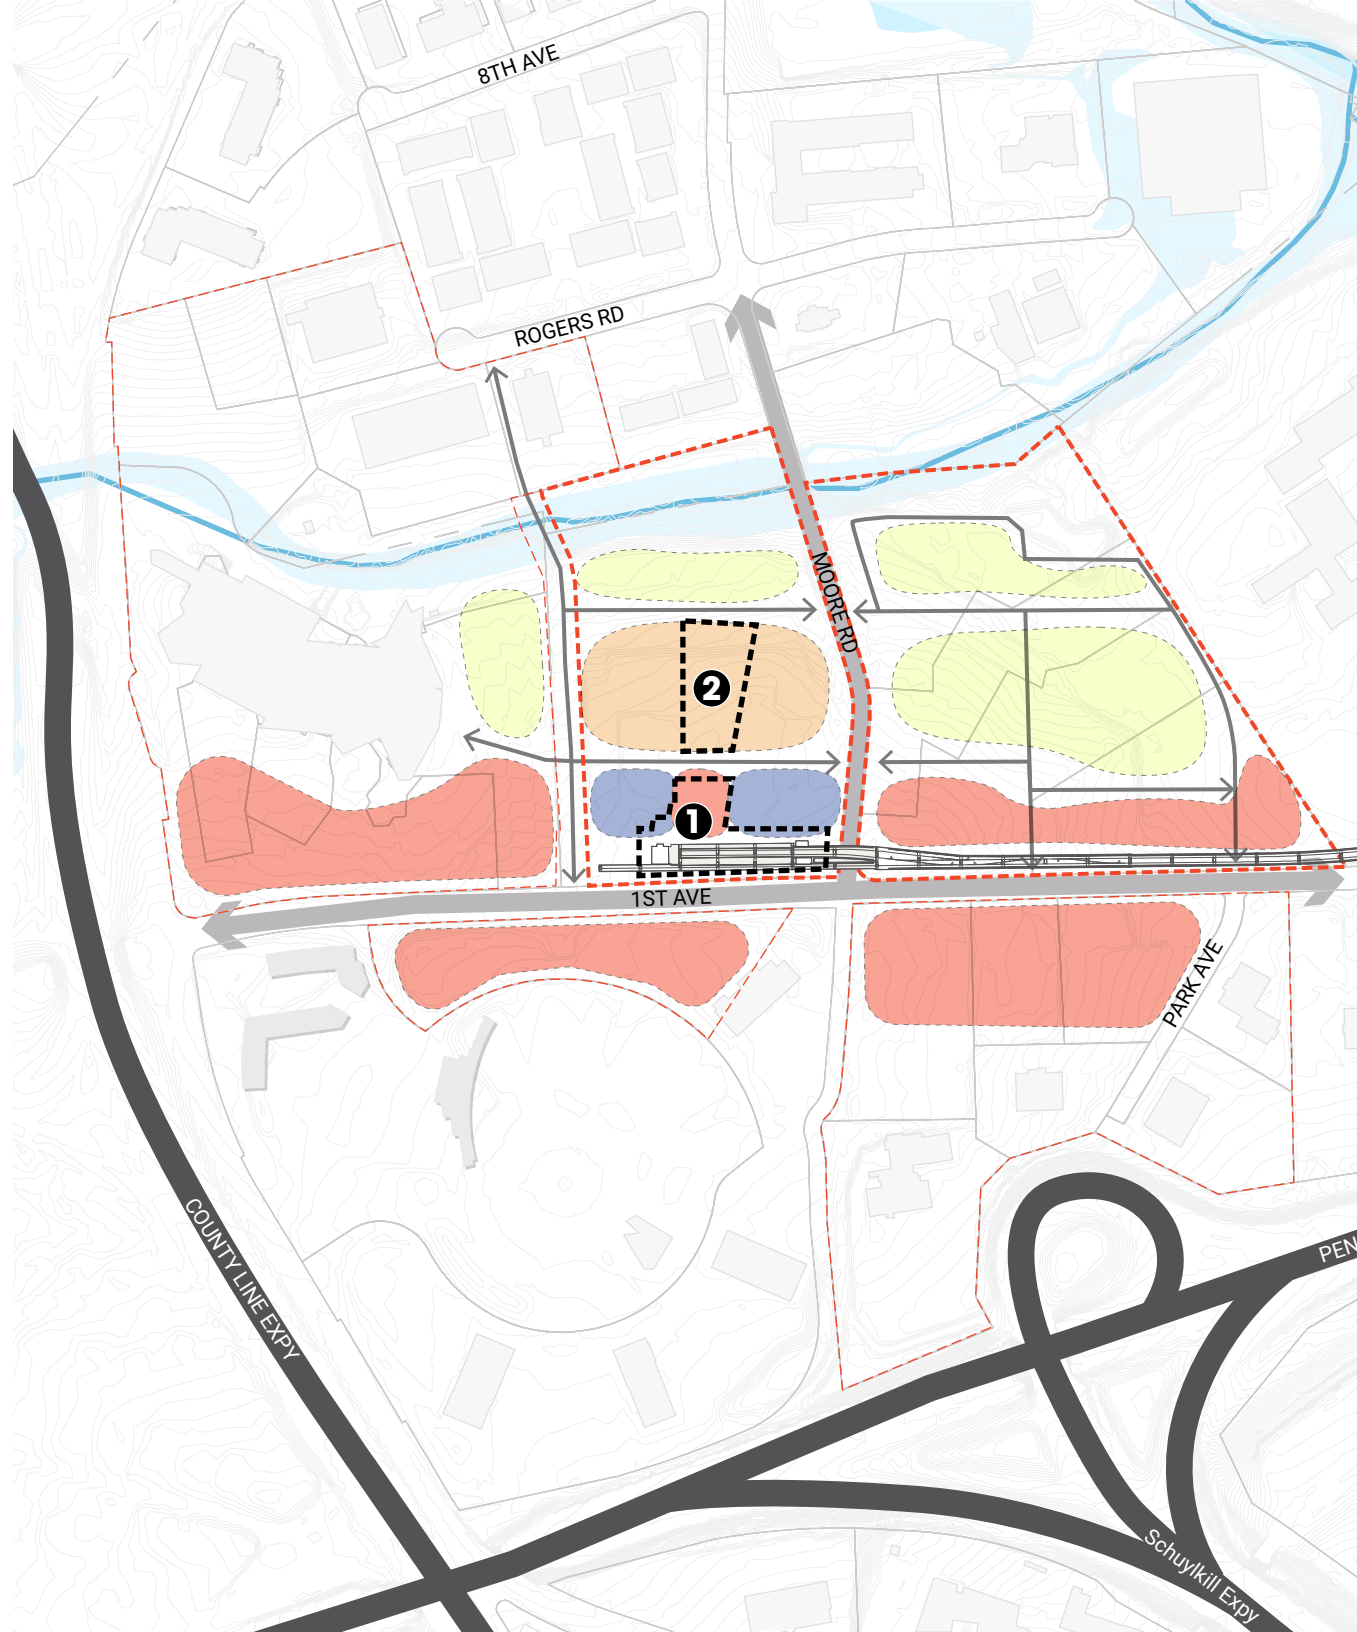 8TH AVE
ROGERS RD
MOORE RD
2
1
1ST AVE
PARK AVE
COUNTY LINE EXPY
PEN
Schuylkill Expy